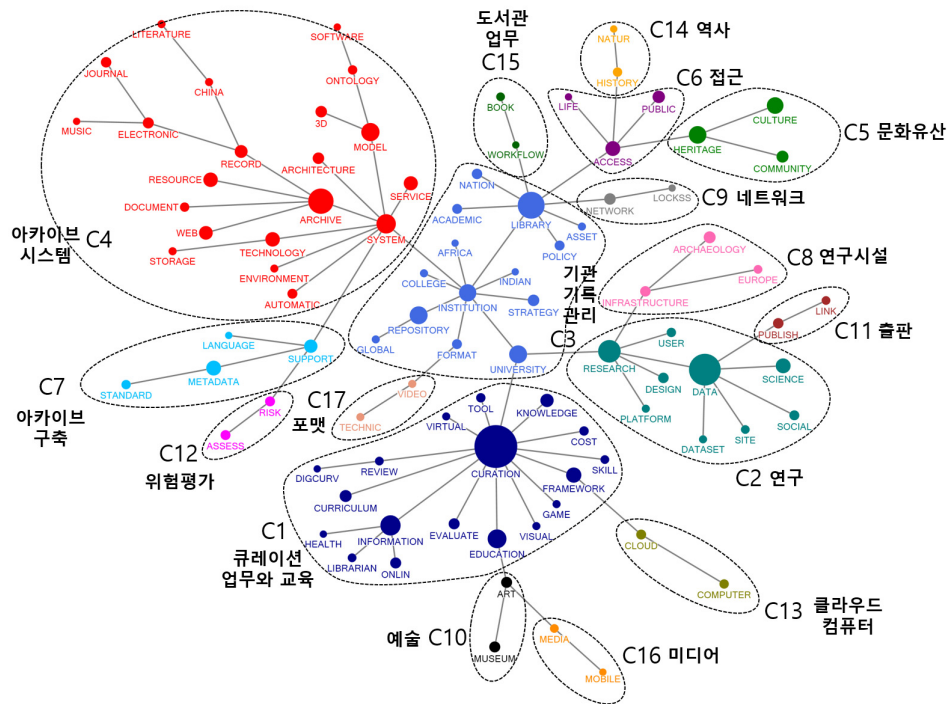 LITERATURE
SOFTWARE
JOURNAL
ONTOLOGY
CHINA
3D
MUSIC
ELECTRONIC
MODEL
RECORD
ARCHITECTURE
RESOURCE
SERVICE
DOCUMENT
ARCHIVE
WEB
SYSTEM
STORAGE
TECHNOLOGY
ENVIRONMENT
AUTOMATIC
아카이브
시스템
C4
도서관
업무
C15
BOOK
WORKFLOW
NATUR
HISTORY
C14 역사
C6 접근
LIFE
PUBLIC
ACCESS
CULTURE
HERITAGE
COMMUNITY
C5 문화유산
NETWORK
LOCKSS
C9 네트워크
NATION
ACADEMIC
LIBRARY
ASSET
POLICY
AFRICA
COLLEGE
INDIAN
INSTITUTION
STRATEGY
REPOSITORY
GLOBAL
FORMAT
UNIVERSITY
기관
기록
관리
C3
ARCHAEOLOGY
EUROPE
INFRASTRUCTURE
C8 연구시설
LINK
PUBLISH
C11 출판
USER
RESEARCH
DESIGN
DATA
SCIENCE
PLATFORM
SOCIAL
SITE
DATASET
C2 연구
LANGUAGE
SUPPORT
METADATA
STANDARD
C7
아카이브
구축
RISK
ASSESS
C12
위험평가
C17
포맷
VIDEO
TECHNIC
TOOL
KNOWLEDGE
VIRTUAL
COST
CURATION
DIGCURV
REVIEW
SKILL
CURRICULUM
FRAMEWORK
GAME
HEALTH
INFORMATION
EVALUATE
VISUAL
LIBRARIAN
ONLIN
EDUCATION
C1
큐레이션
업무와 교육
CLOUD
COMPUTER
C13 클라우드
컴퓨터
ART
MUSEUM
예술 C10
MEDIA
MOBILE
C16 미디어